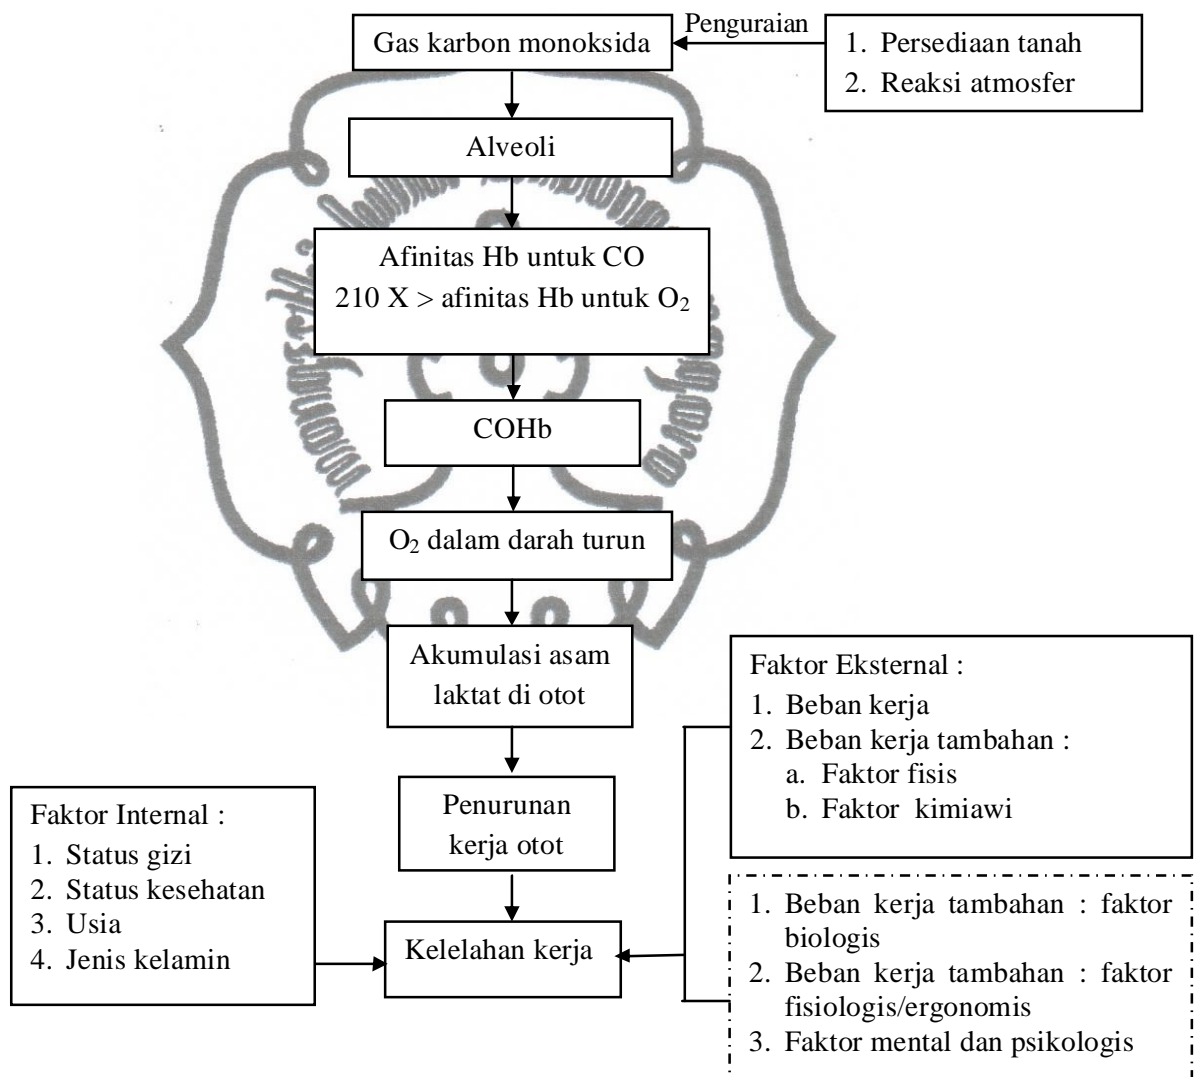 Gas karbon monoksida
Penguraian
1. Persediaan tanah
2. Reaksi atmosfer
Alveoli
Afinitas Hb untuk CO
210 X > afinitas Hb untuk O₂
COHb
O₂ dalam darah turun
Akumulasi asam
laktat di otot
Penurunan
kerja otot
Kelelahan kerja
Faktor Internal :
1. Status gizi
2. Status kesehatan
3. Usia
4. Jenis kelamin
Faktor Eksternal :
1. Beban kerja
2. Beban kerja tambahan :
a. Faktor fisis
b. Faktor kimiawi
1. Beban kerja tambahan : faktor
biologis
2. Beban kerja tambahan : faktor
fisiologis/ergonomis
3. Faktor mental dan psikologis